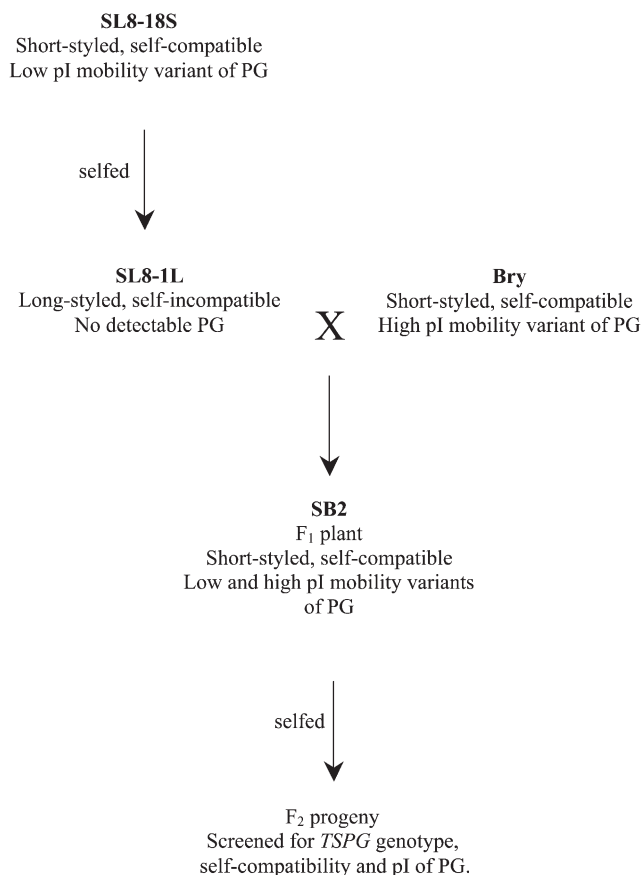 SL8-18S
Short-styled, self-compatible
Low pI mobility variant of PG
selfed
SL8-1L
Long-styled, self-incompatible
No detectable PG
X
Bry
Short-styled, self-compatible
High pI mobility variant of PG
SB2
F₁ plant
Short-styled, self-compatible
Low and high pI mobility variants
of PG
selfed
F₂ progeny
Screened for TSPG genotype,
self-compatibility and pI of PG.